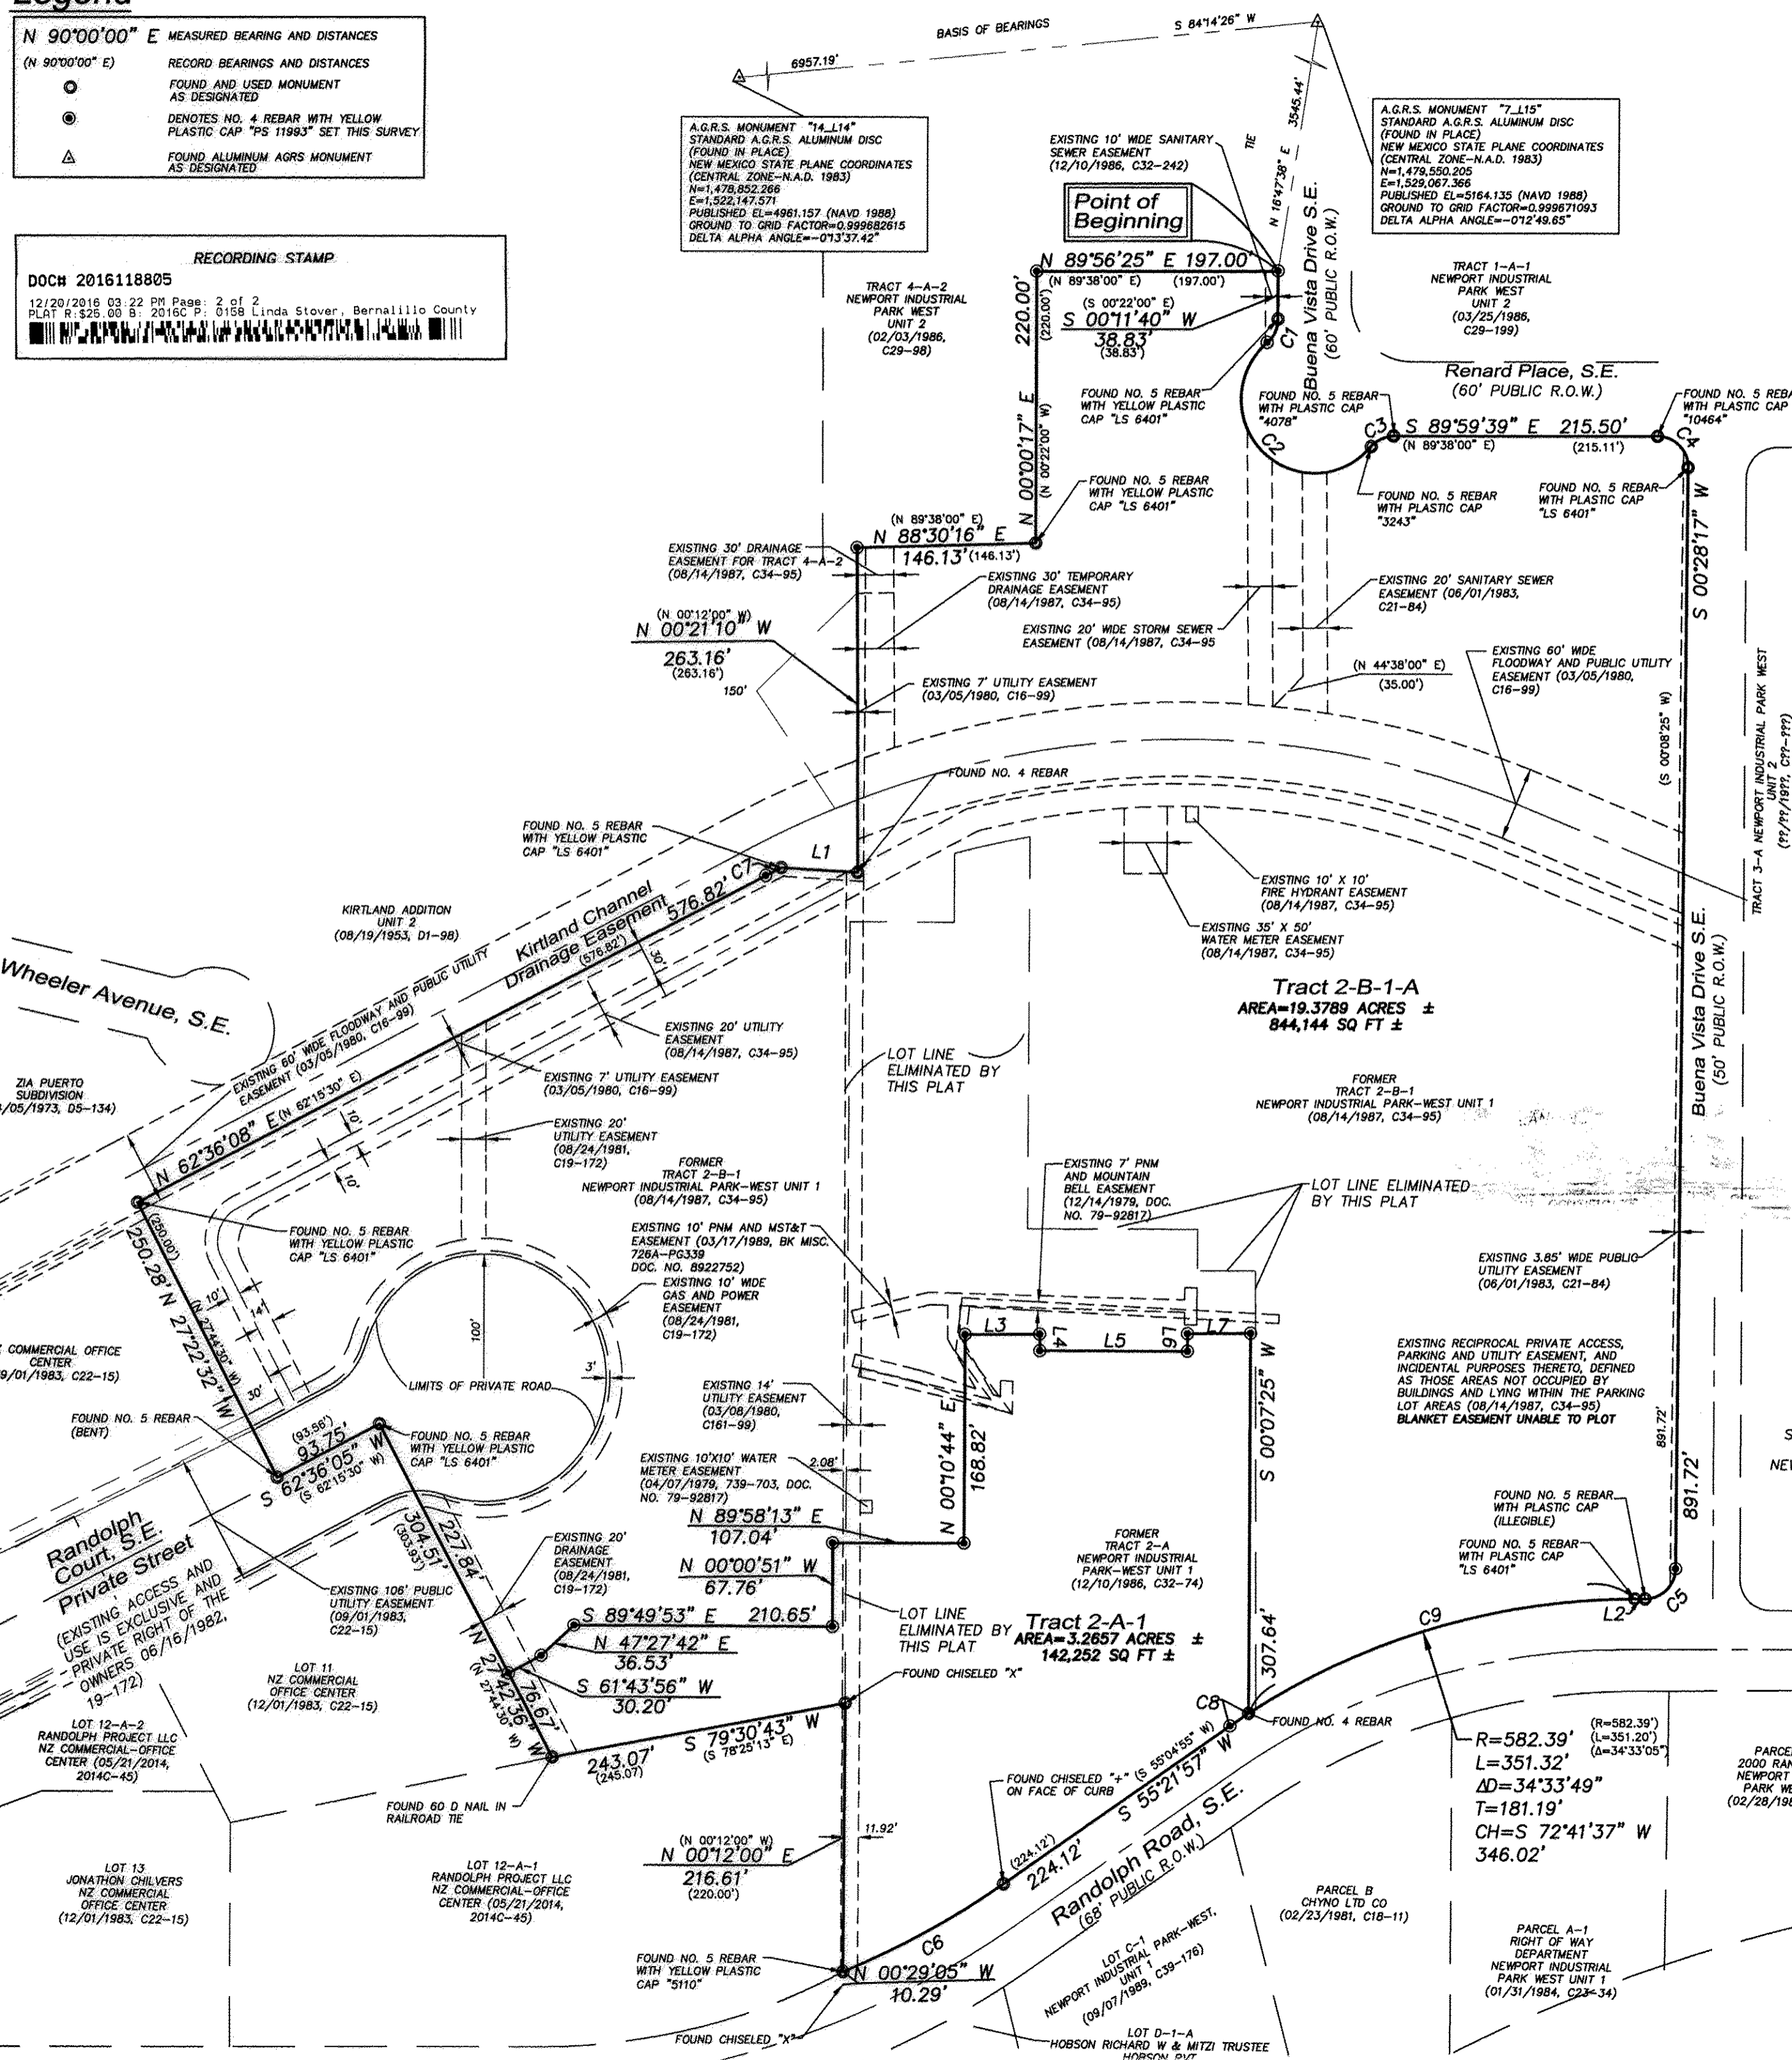 Legend
N 90°00'00" E MEASURED BEARING AND DISTANCES
(N 90°00'00" E) RECORD BEARINGS AND DISTANCES
FOUND AND USED MONUMENT
AS DESIGNATED
DENOTES NO. 4 REBAR WITH YELLOW
PLASTIC CAP "PS 11993" SET THIS SURVEY
FOUND ALUMINUM AGRS MONUMENT
AS DESIGNATED
RECORDING STAMP
DOC# 2016118805
12/20/2016 03:22 PM Page: 2 of 2
PLAT R:$25.00 B: 2016C P: 0158 Linda Stover, Bernalillo County
BASIS OF BEARINGS
S 84°14'26" W
6957.19'
A.G.R.S. MONUMENT "14_L14"
STANDARD A.G.R.S. ALUMINUM DISC
(FOUND IN PLACE)
NEW MEXICO STATE PLANE COORDINATES
(CENTRAL ZONE-N.A.D. 1983)
N=1,478,852.266
E=1,522,147.571
PUBLISHED EL=4961.157 (NAVD 1988)
GROUND TO GRID FACTOR=0.999682615
DELTA ALPHA ANGLE=-0°13'37.42"
A.G.R.S. MONUMENT "7_L15"
STANDARD A.G.R.S. ALUMINUM DISC
(FOUND IN PLACE)
NEW MEXICO STATE PLANE COORDINATES
(CENTRAL ZONE-N.A.D. 1983)
N=1,479,550.205
E=1,529,067.366
PUBLISHED EL=5164.135 (NAVD 1988)
GROUND TO GRID FACTOR=0.999671093
DELTA ALPHA ANGLE=-0°12'49.65"
EXISTING 10' WIDE SANITARY
SEWER EASEMENT
(12/10/1986, C32-242)
TIE
N 16°47'38" E 3545.44'
Point of
Beginning
Buena Vista Drive S.E.
(60' PUBLIC R.O.W.)
TRACT 1-A-1
NEWPORT INDUSTRIAL
PARK WEST
UNIT 2
(03/25/1986,
C29-199)
TRACT 4-A-2
NEWPORT INDUSTRIAL
PARK WEST
UNIT 2
(02/03/1986,
C29-98)
N 89°56'25" E 197.00'
(N 89°38'00" E) (197.00')
(S 00°22'00" E)
S 00°11'40" W
38.83'
(38.83')
220.00'
(220.00')
N 00°00'17" E
(N 00°22'00" W)
C1
Renard Place, S.E.
(60' PUBLIC R.O.W.)
FOUND NO. 5 REBAR
WITH YELLOW PLASTIC
CAP "LS 6401"
FOUND NO. 5 REBAR
WITH PLASTIC CAP
"4078"
FOUND NO. 5 REBA
WITH PLASTIC CAP
"10464"
C2
C3
C4
S 89°59'39" E 215.50'
(N 89°38'00" E) (215.11')
FOUND NO. 5 REBAR
WITH YELLOW PLASTIC
CAP "LS 6401"
FOUND NO. 5 REBAR
WITH PLASTIC CAP
"3243"
FOUND NO. 5 REBAR
WITH PLASTIC CAP
"LS 6401"
S 00°28'17" W
(N 89°38'00" E)
N 88°30'16" E
146.13' (146.13')
EXISTING 30' DRAINAGE
EASEMENT FOR TRACT 4-A-2
(08/14/1987, C34-95)
EXISTING 30' TEMPORARY
DRAINAGE EASEMENT
(08/14/1987, C34-95)
EXISTING 20' SANITARY SEWER
EASEMENT (06/01/1983,
C21-84)
(N 00°12'00" W)
N 00°21'10" W
263.16'
(263.16')
150'
EXISTING 20' WIDE STORM SEWER
EASEMENT (08/14/1987, C34-95
EXISTING 60' WIDE
FLOODWAY AND PUBLIC UTILITY
EASEMENT (03/05/1980,
C16-99)
(N 44°38'00" E)
(35.00')
EXISTING 7' UTILITY EASEMENT
(03/05/1980, C16-99)
(S 00°08'25" W)
TRACT 3-A NEWPORT INDUSTRIAL PARK WEST
UNIT 2
(??/??/19??, C??-???)
FOUND NO. 4 REBAR
FOUND NO. 5 REBAR
WITH YELLOW PLASTIC
CAP "LS 6401"
L1
C7
576.82'
(576.82')
Kirtland Channel
Drainage Easement
30'
KIRTLAND ADDITION
UNIT 2
(08/19/1953, D1-98)
Wheeler Avenue, S.E.
EXISTING 10' X 10'
FIRE HYDRANT EASEMENT
(08/14/1987, C34-95)
EXISTING 35' X 50'
WATER METER EASEMENT
(08/14/1987, C34-95)
Buena Vista Drive S.E.
(50' PUBLIC R.O.W.)
Tract 2-B-1-A
AREA=19.3789 ACRES ±
844,144 SQ FT ±
EXISTING 60' WIDE FLOODWAY AND PUBLIC UTILITY
EASEMENT (03/05/1980, C16-99)
EXISTING 20' UTILITY
EASEMENT
(08/14/1987, C34-95)
LOT LINE
ELIMINATED BY
THIS PLAT
EXISTING 7' UTILITY EASEMENT
(03/05/1980, C16-99)
ZIA PUERTO
SUBDIVISION
/05/1973, D5-134)
FORMER
TRACT 2-B-1
NEWPORT INDUSTRIAL PARK-WEST UNIT 1
(08/14/1987, C34-95)
N 62°36'08" E (N 62°15'30" E)
10'
10'
EXISTING 20'
UTILITY EASEMENT
(08/24/1981,
C19-172)
FORMER
TRACT 2-B-1
NEWPORT INDUSTRIAL PARK-WEST UNIT 1
(08/14/1987, C34-95)
EXISTING 7' PNM
AND MOUNTAIN
BELL EASEMENT
(12/14/1979, DOC.
NO. 79-92817)
LOT LINE ELIMINATED
BY THIS PLAT
FOUND NO. 5 REBAR
WITH YELLOW PLASTIC
CAP "LS 6401"
EXISTING 10' PNM AND MST&T
EASEMENT (03/17/1989, BK MISC.
726A-PG339
DOC. NO. 8922752)
EXISTING 10' WIDE
GAS AND POWER
EASEMENT
(08/24/1981,
C19-172)
EXISTING 3.85' WIDE PUBLIC
UTILITY EASEMENT
(06/01/1983, C21-84)
(250.00')
250.28' N 27°22'32" W
(N 27°44'30" W)
10'
14'
30'
100'
3'
LIMITS OF PRIVATE ROAD
COMMERCIAL OFFICE
CENTER
9/01/1983, C22-15)
L3
L4
L5
L6
L7
EXISTING RECIPROCAL PRIVATE ACCESS,
PARKING AND UTILITY EASEMENT, AND
INCIDENTAL PURPOSES THERETO, DEFINED
AS THOSE AREAS NOT OCCUPIED BY
BUILDINGS AND LYING WITHIN THE PARKING
LOT AREAS (08/14/1987, C34-95)
BLANKET EASEMENT UNABLE TO PLOT
EXISTING 14'
UTILITY EASEMENT
(03/08/1980,
C161-99)
FOUND NO. 5 REBAR
(BENT)
(93.56')
93.75'
S 62°36'05" W
(S 62°15'30" W)
FOUND NO. 5 REBAR
WITH YELLOW PLASTIC
CAP "LS 6401"
N 00°10'44" E
168.82'
S 00°07'25" W
307.64'
891.72'
891.72'
EXISTING 10'X10' WATER
METER EASEMENT
(04/07/1979, 739-703, DOC.
NO. 79-92817)
2.08'
N 89°58'13" E
107.04'
N 00°00'51" W
67.76'
FOUND NO. 5 REBAR
WITH PLASTIC CAP
(ILLEGIBLE)
FOUND NO. 5 REBAR
WITH PLASTIC CAP
"LS 6401"
L2
C5
C9
Randolph
Court, S.E.
Private Street
(EXISTING ACCESS AND
USE IS EXCLUSIVE AND
PRIVATE RIGHT OF THE
OWNERS 06/16/1982,
19-172)
304.51'
(303.93')
227.84'
N 27°42'36" W
(N 27°44'30" W)
76.67'
EXISTING 20'
DRAINAGE
EASEMENT
(08/24/1981,
C19-172)
EXISTING 106' PUBLIC
UTILITY EASEMENT
(09/01/1983,
C22-15)
FORMER
TRACT 2-A
NEWPORT INDUSTRIAL
PARK-WEST UNIT 1
(12/10/1986, C32-74)
S 89°49'53" E 210.65'
N 47°27'42" E
36.53'
S 61°43'56" W
30.20'
LOT LINE
ELIMINATED BY
THIS PLAT
Tract 2-A-1
AREA=3.2657 ACRES ±
142,252 SQ FT ±
FOUND CHISELED "X"
LOT 11
NZ COMMERCIAL
OFFICE CENTER
(12/01/1983, C22-15)
LOT 12-A-2
RANDOLPH PROJECT LLC
NZ COMMERCIAL-OFFICE
CENTER (05/21/2014,
2014C-45)
243.07'
(245.07)
S 79°30'43" W
(S 78°25'13" E)
C8
FOUND NO. 4 REBAR
R=582.39' (R=582.39')
L=351.32' (L=351.20')
ΔD=34°33'49" (Δ=34°33'05")
T=181.19'
CH=S 72°41'37" W
346.02'
FOUND 60 D NAIL IN
RAILROAD TIE
FOUND CHISELED "+"
ON FACE OF CURB
(S 55°04'55" W)
S 55°21'57" W
(224.12')
224.12'
Randolph Road, S.E.
(68' PUBLIC R.O.W.)
11.92'
(N 00°12'00" W)
N 00°12'00" E
216.61'
(220.00')
LOT 13
JONATHON CHILVERS
NZ COMMERCIAL
OFFICE CENTER
(12/01/1983, C22-15)
LOT 12-A-1
RANDOLPH PROJECT LLC
NZ COMMERCIAL-OFFICE
CENTER (05/21/2014,
2014C-45)
PARCEL B
CHYNO LTD CO
(02/23/1981, C18-11)
PARCE
2000 RAN
NEWPORT
PARK WE
(02/28/198
C6
FOUND NO. 5 REBAR
WITH YELLOW PLASTIC
CAP "5110"
N 00°29'05" W
10.29'
FOUND CHISELED "X"
LOT C-1
NEWPORT INDUSTRIAL PARK-WEST,
UNIT 1
(09/07/1989, C39-176)
PARCEL A-1
RIGHT OF WAY
DEPARTMENT
NEWPORT INDUSTRIAL
PARK WEST UNIT 1
(01/31/1984, C23-34)
LOT D-1-A
HOBSON RICHARD W & MITZI TRUSTEE
HOBSON RVT